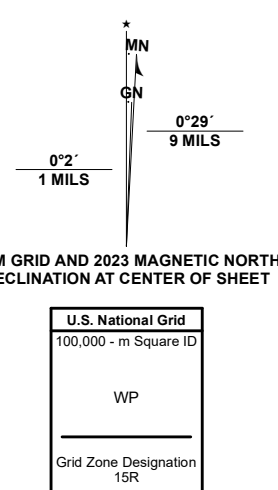 ★
MN
GN
0°29´
9 MILS
0°2´
1 MILS
M GRID AND 2023 MAGNETIC NORTH
ECLINATION AT CENTER OF SHEET
U.S. National Grid
100,000 - m Square ID
WP
Grid Zone Designation
15R